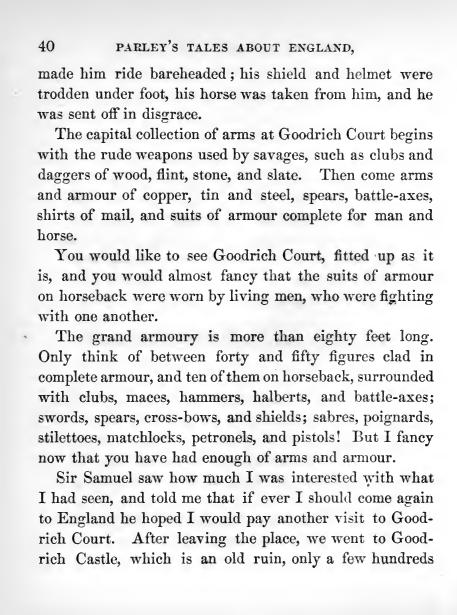 40 PARLEY'S TALES ABOUT ENGLAND,
made him ride bareheaded; his shield and helmet were
trodden under foot, his horse was taken from him, and he
was sent off in disgrace.
The capital collection of arms at Goodrich Court begins
with the rude weapons used by savages, such as clubs and
daggers of wood, flint, stone, and slate. Then come arms
and armour of copper, tin and steel, spears, battle-axes,
shirts of mail, and suits of armour complete for man and
horse.
You would like to see Goodrich Court, fitted up as it
is, and you would almost fancy that the suits of armour
on horseback were worn by living men, who were fighting
with one another.
The grand armoury is more than eighty feet long.
Only think of between forty and fifty figures clad in
complete armour, and ten of them on horseback, surrounded
with clubs, maces, hammers, halberts, and battle-axes;
swords, spears, cross-bows, and shields; sabres, poignards,
stilettoes, matchlocks, petronels, and pistols! But I fancy
now that you have had enough of arms and armour.
Sir Samuel saw how much I was interested with what
I had seen, and told me that if ever I should come again
to England he hoped I would pay another visit to Good-
rich Court. After leaving the place, we went to Good-
rich Castle, which is an old ruin, only a few hundreds